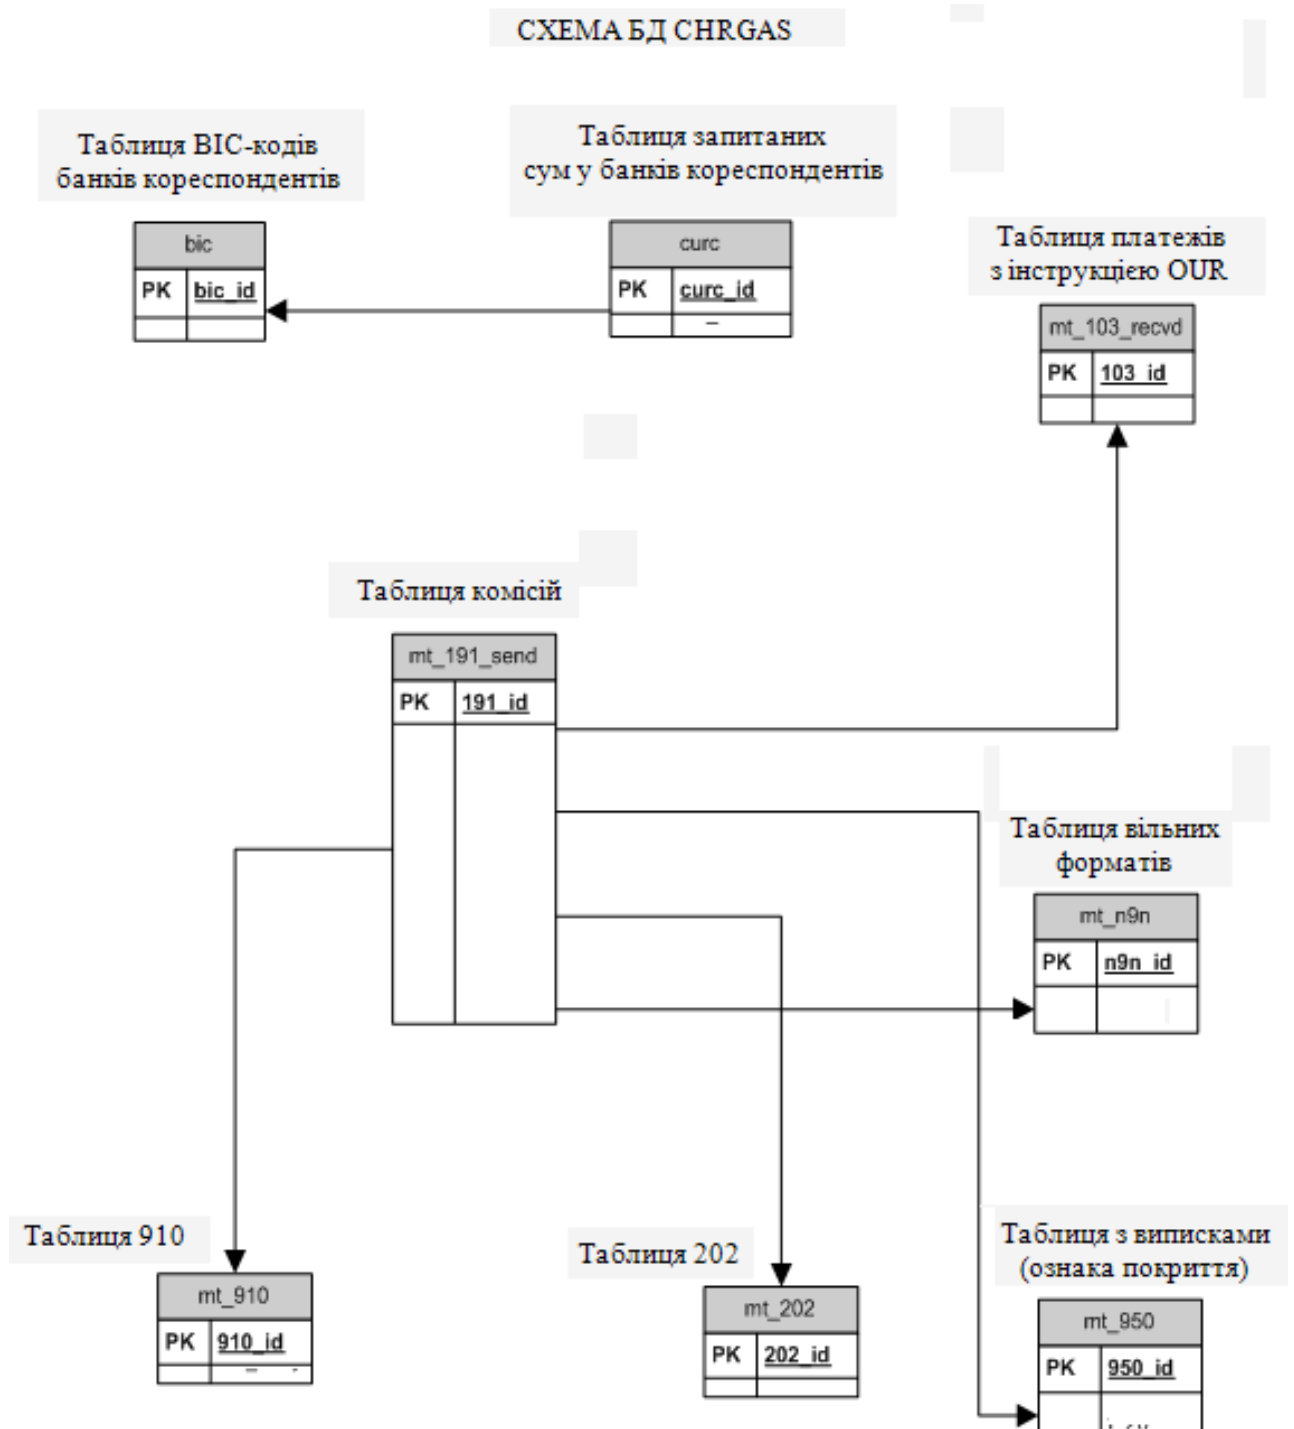 СХЕМА БД CHRGAS
Таблиця BIC-кодів
банків кореспондентів
bic
PK bic_id
Таблиця запитаних
сум у банків кореспондентів
curc
PK curc_id
Таблиця платежів
з інструкцією OUR
mt_103_recvd
PK 103_id
Таблиця комісій
mt_191_send
PK 191_id
Таблиця вільних
форматів
mt_n9n
PK n9n_id
Таблиця 910
mt_910
PK 910_id
Таблиця 202
mt_202
PK 202_id
Таблиця з виписками
(ознака покриття)
mt_950
PK 950_id